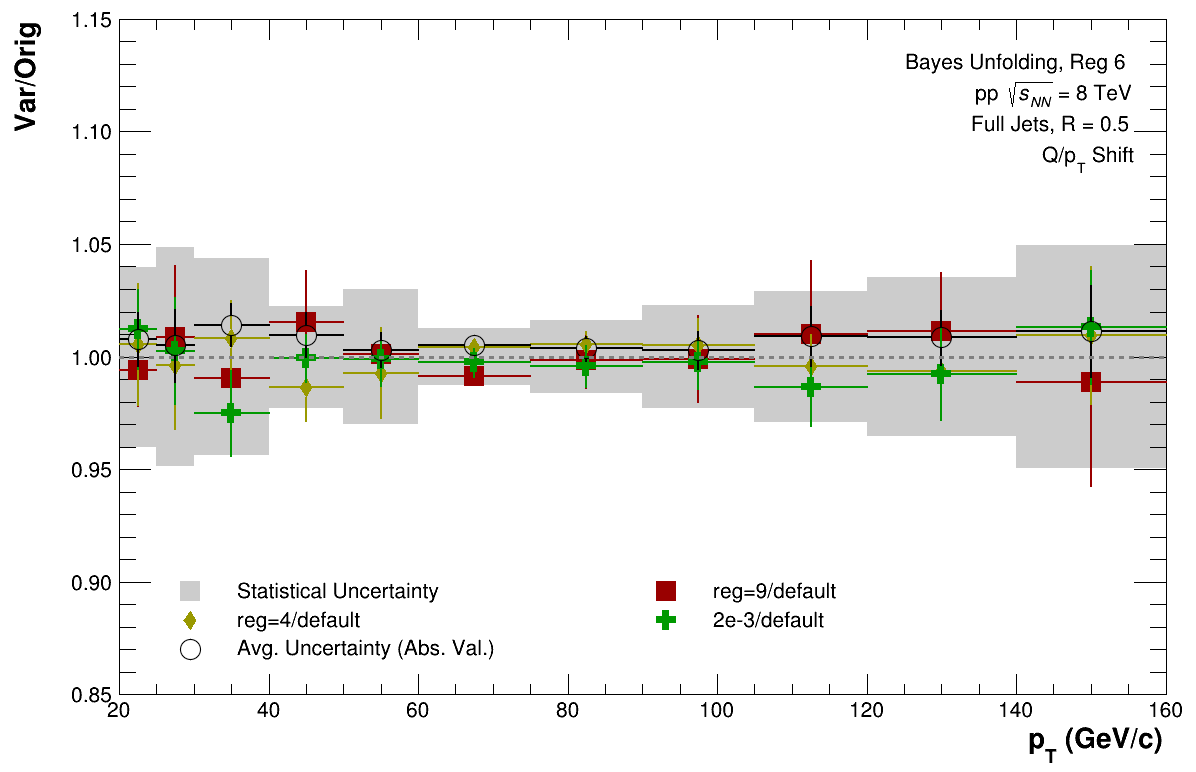 Var/Orig
1.15
1.10
1.05
1.00
0.95
0.90
0.85
Bayes Unfolding, Reg 6
pp √s_NN = 8 TeV
Full Jets, R = 0.5
Q/p_T Shift
Statistical Uncertainty
reg=9/default
reg=4/default
2e-3/default
Avg. Uncertainty (Abs. Val.)
20 40 60 80 100 120 140 160
p_T (GeV/c)